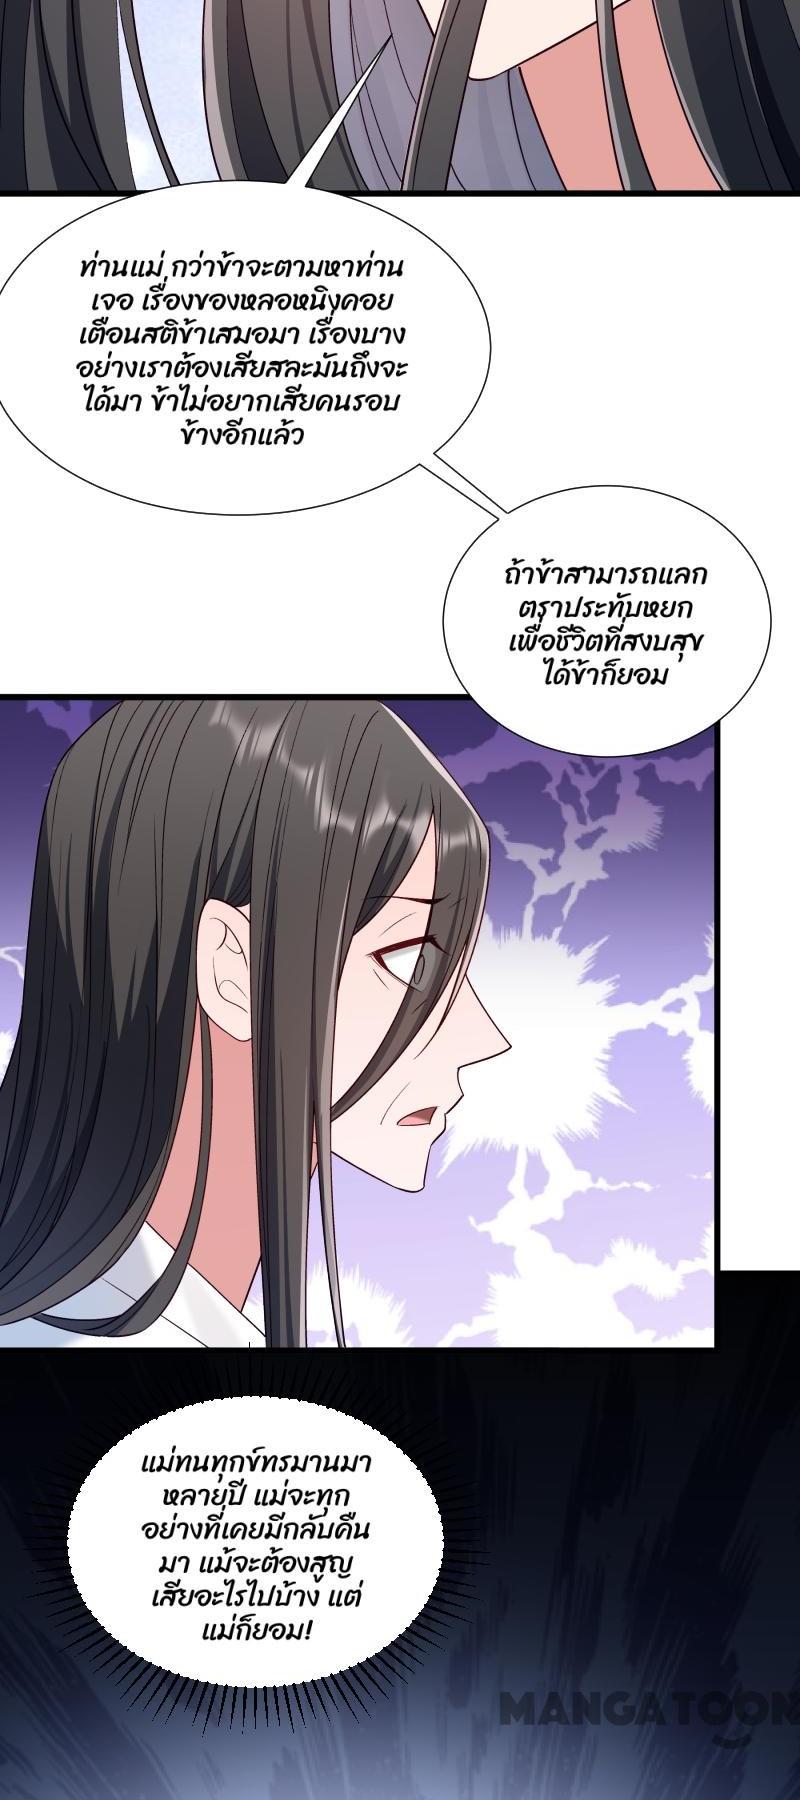 ท่านแม่ กว่าข้าจะตามหาท่าน
เจอ เรื่องของหลอหนิงคอย
เตือนสติข้าเสมอมา เรื่องบาง
อย่างเราต้องเสียสละมันถึงจะ
ได้มา ข้าไม่อยากเสียคนรอบ
ข้างอีกแล้ว
ถ้าข้าสามารถแลก
ตราประทับหยก
เพื่อชีวิตที่สงบสุข
ได้ข้าก็ยอม
แม่ทนทุกข์ทรมานมา
หลายปี แม่จะทุก
อย่างที่เคยมีกลับคืน
มา แม้จะต้องสูญ
เสียอะไรไปบ้าง แต่
แม่ก็ยอม!
MANGATOON